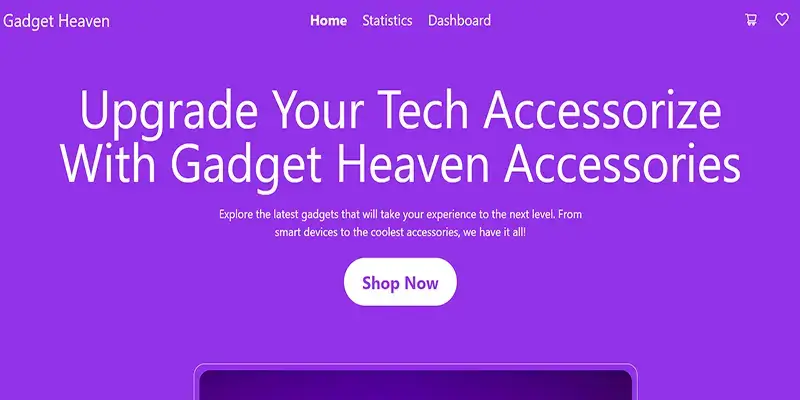 Gadget Heaven
Home Statistics Dashboard
Upgrade Your Tech Accessorize
With Gadget Heaven Accessories
Explore the latest gadgets that will take your experience to the next level. From
smart devices to the coolest accessories, we have it all!
Shop Now